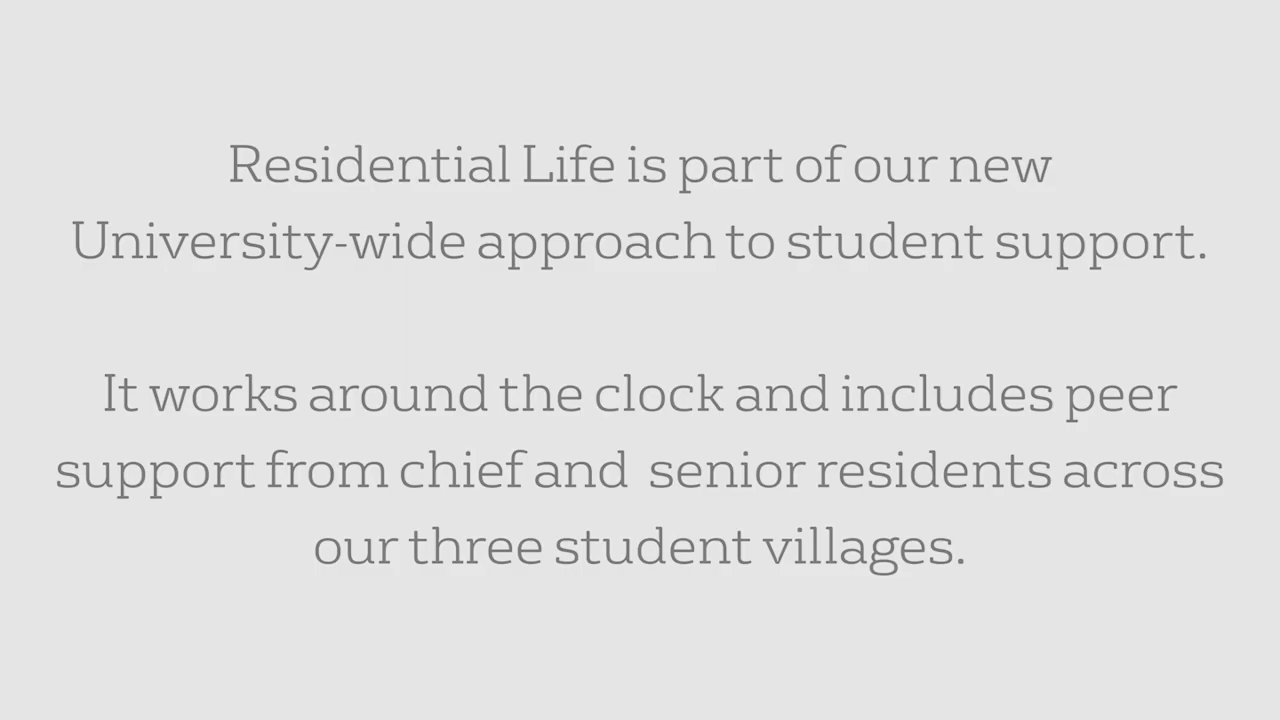 Residential Life is part of our new
University-wide approach to student support.
It works around the clock and includes peer
support from chief and  senior residents across
our three student villages.